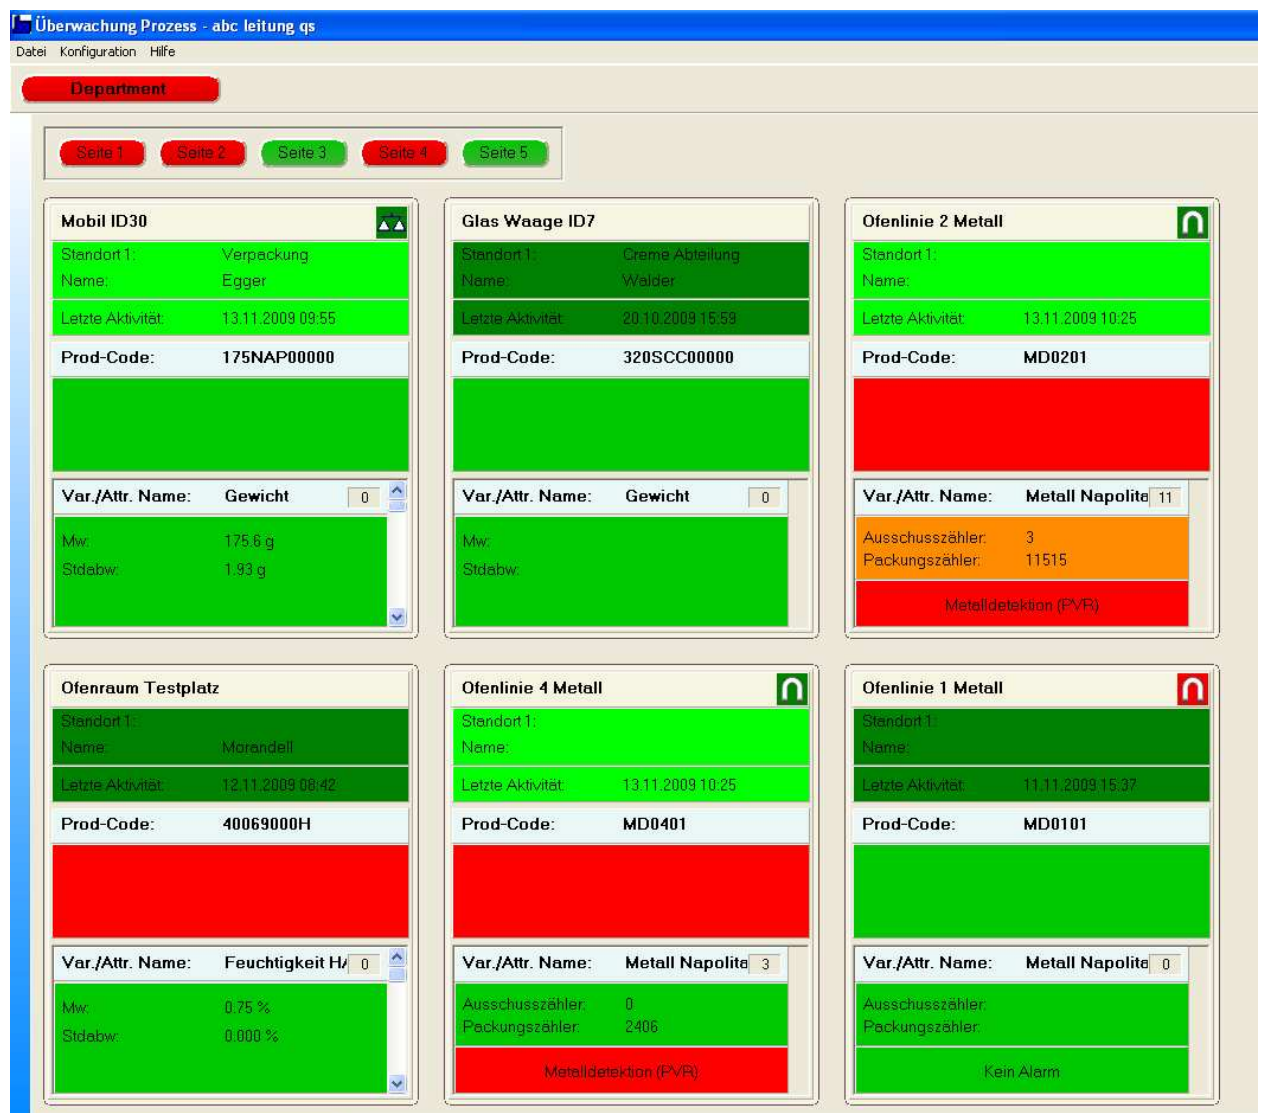 Überwachung Prozess - abc leitung qs
Datei Konfiguration Hilfe
Department
Seite 1 Seite 2 Seite 3 Seite 4 Seite 5
Mobil ID30
Standort 1: Verpackung
Name: Egger
Letzte Aktivität: 13.11.2009 09:55
Prod-Code: 175NAP00000
Var./Attr. Name: Gewicht 0
Mw: 175.6 g
Stdabw: 1.93 g
Glas Waage ID7
Standort 1: Creme Abteilung
Name: Walder
Letzte Aktivität: 20.10.2009 15:59
Prod-Code: 320SCC00000
Var./Attr. Name: Gewicht 0
Mw:
Stdabw:
Ofenlinie 2 Metall
Standort 1:
Name:
Letzte Aktivität: 13.11.2009 10:25
Prod-Code: MD0201
Var./Attr. Name: Metall Napolita 11
Ausschusszähler: 3
Packungszähler: 11515
Metalldetektion (PVR)
Ofenraum Testplatz
Standort 1:
Name: Morandell
Letzte Aktivität: 12.11.2009 08:42
Prod-Code: 40069000H
Var./Attr. Name: Feuchtigkeit HA 0
Mw: 0.75 %
Stdabw: 0.000 %
Ofenlinie 4 Metall
Standort 1:
Name:
Letzte Aktivität: 13.11.2009 10:25
Prod-Code: MD0401
Var./Attr. Name: Metall Napolita 3
Ausschusszähler: 0
Packungszähler: 2406
Metalldetektion (PVR)
Ofenlinie 1 Metall
Standort 1:
Name:
Letzte Aktivität: 11.11.2009 15:37
Prod-Code: MD0101
Var./Attr. Name: Metall Napolita 0
Ausschusszähler:
Packungszähler:
Kein Alarm